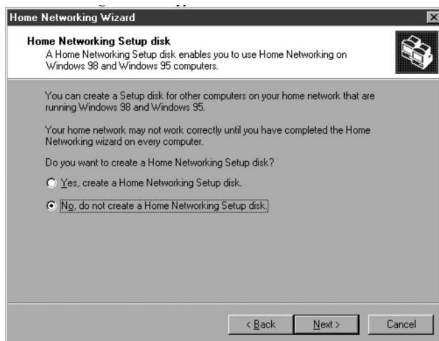 Home Networking Wizard
Home Networking Setup disk
A Home Networking Setup disk enables you to use Home Networking on
Windows 98 and Windows 95 computers.
You can create a Setup disk for other computers on your home network that are
running Windows 98 and Windows 95.
Your home network may not work correctly until you have completed the Home
Networking wizard on every computer.
Do you want to create a Home Networking Setup disk?
Yes, create a Home Networking Setup disk.
No, do not create a Home Networking Setup disk.
< Back Next > Cancel